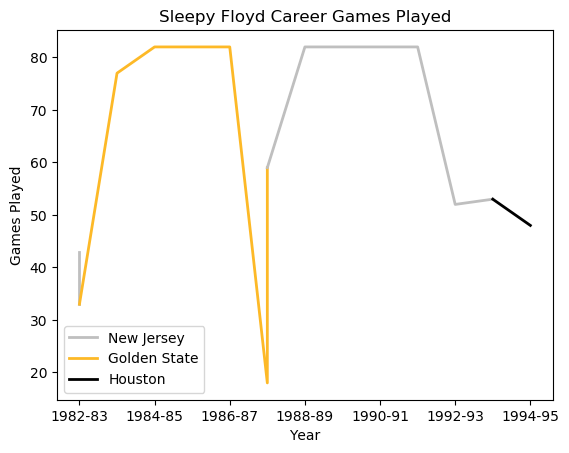 Sleepy Floyd Career Games Played
Games Played
80
70
60
50
40
30
20
New Jersey
Golden State
Houston
1982-83 1984-85 1986-87 1988-89 1990-91 1992-93 1994-95
Year